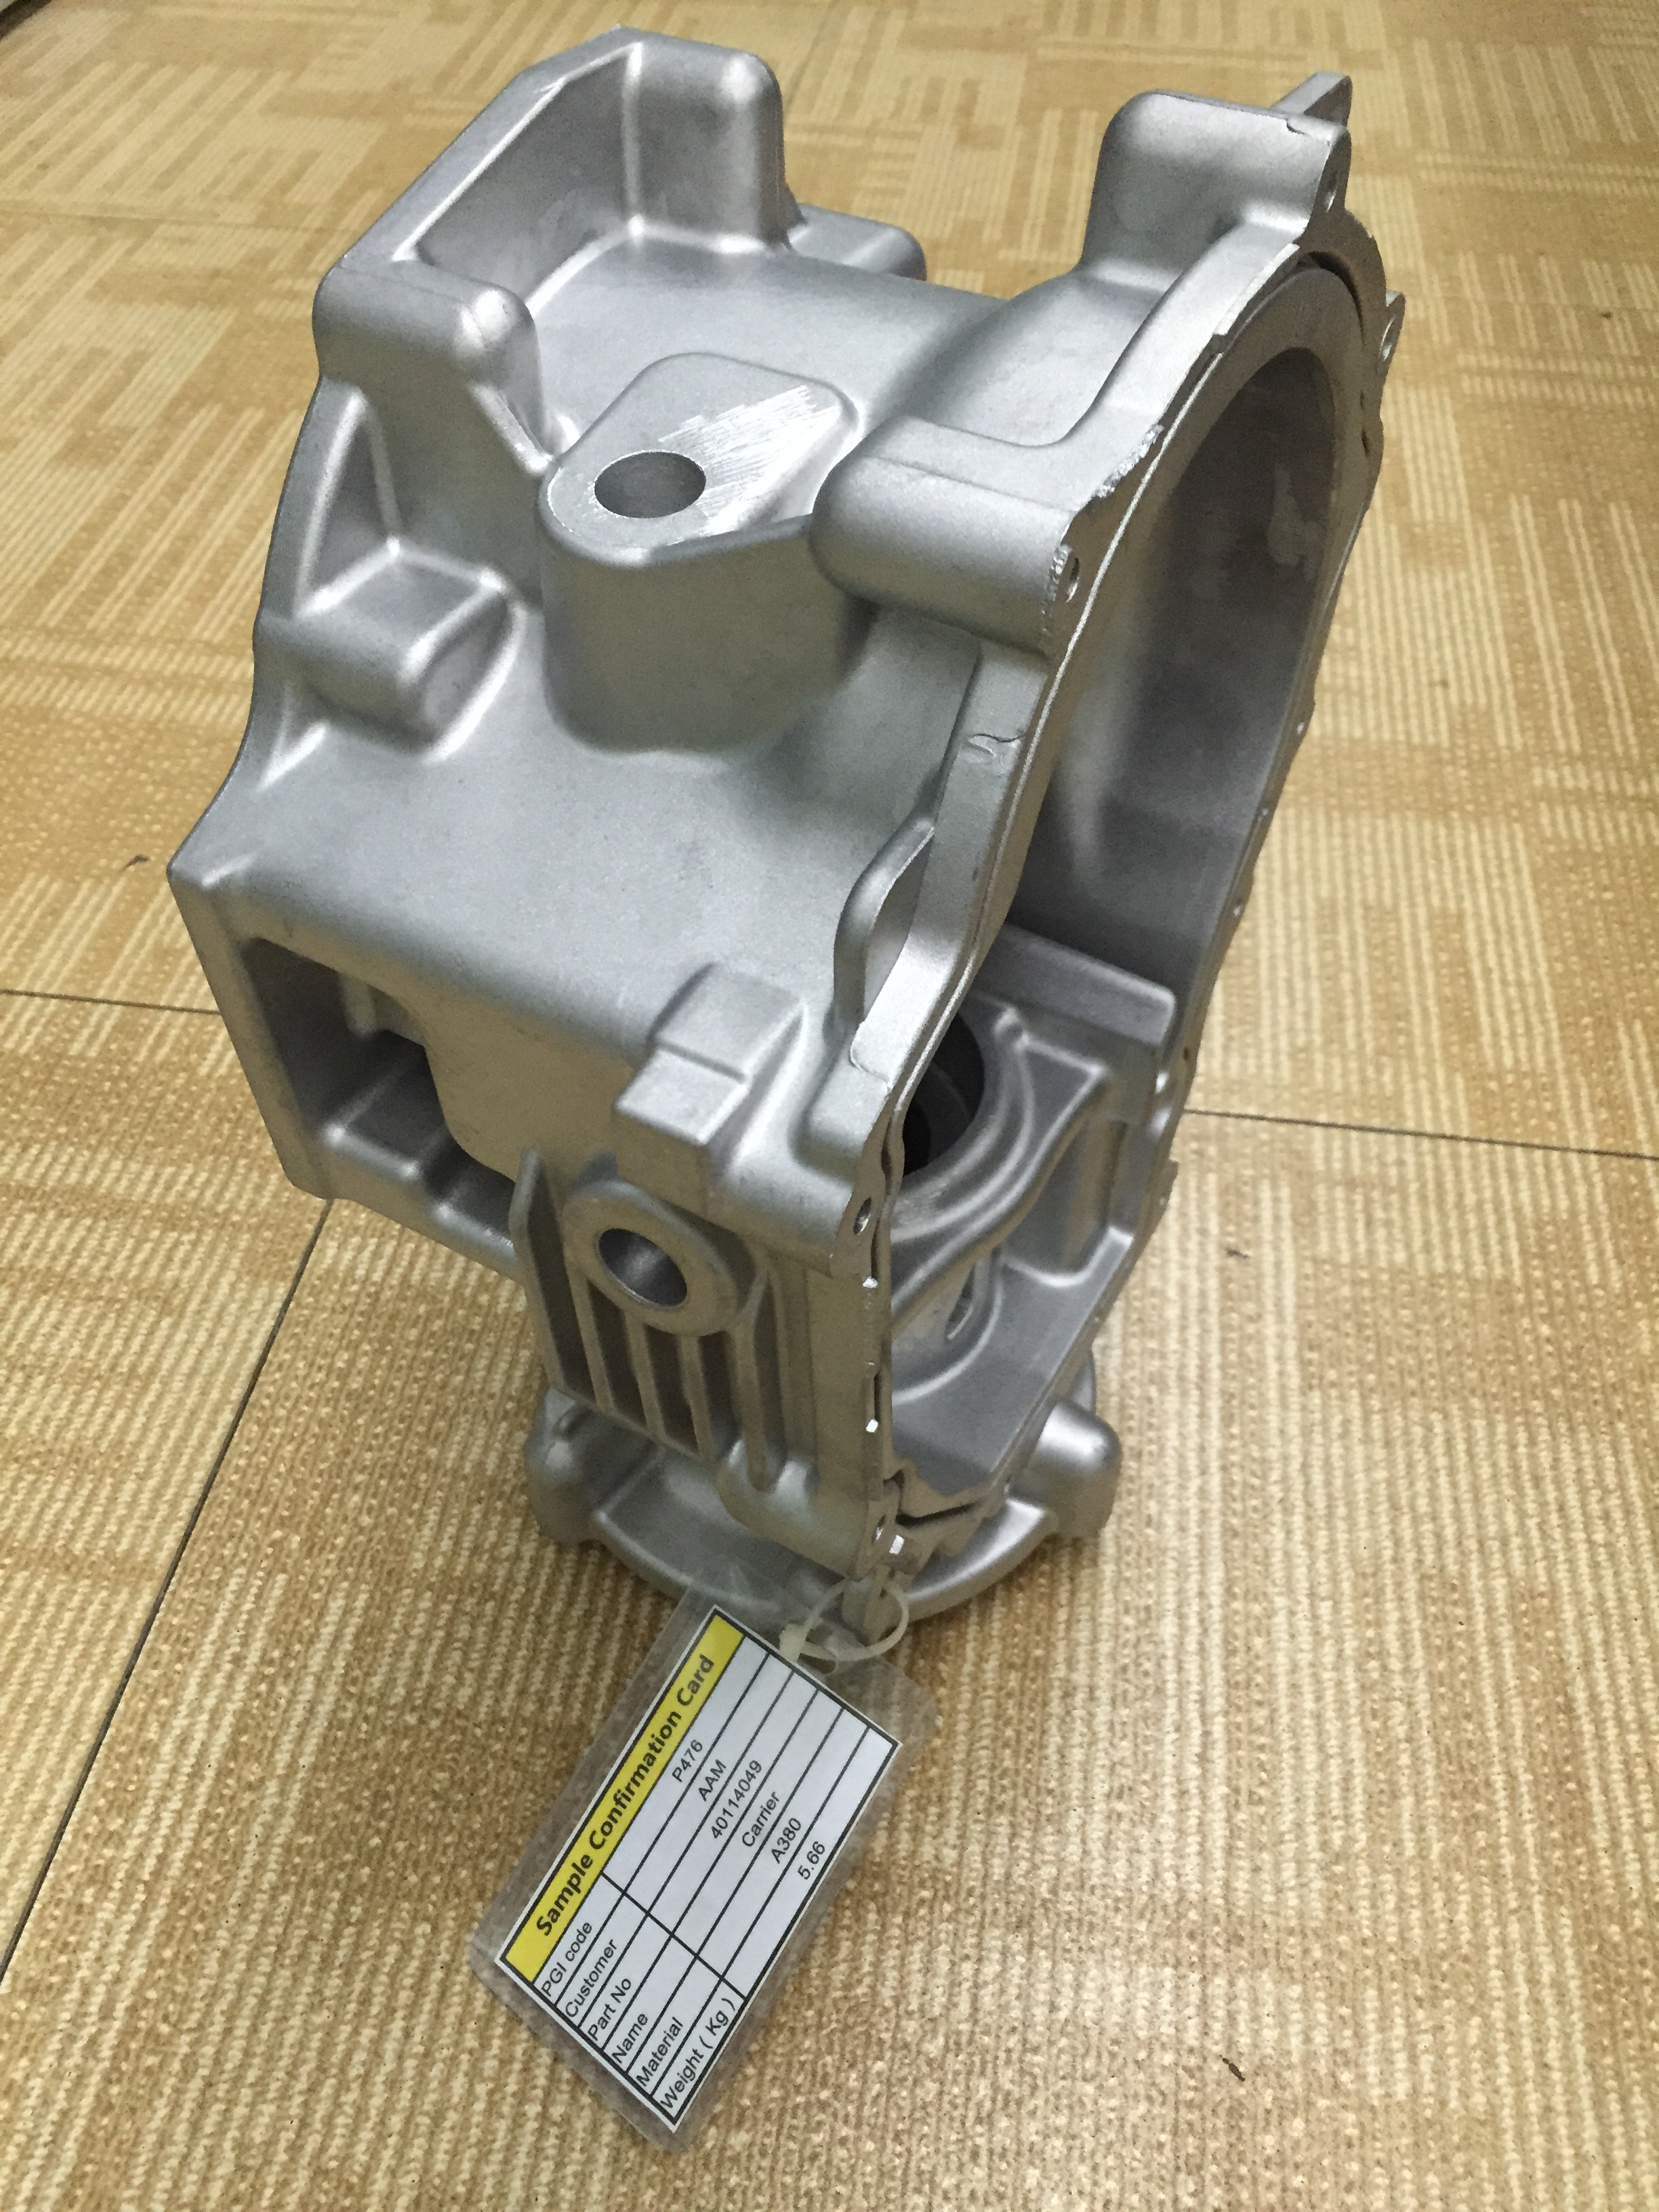 Sample Confirmation Card
PGI code P476
Customer AAM
Part No 40114049
Name Carrier
Material A380
Weight ( Kg ) 5.66